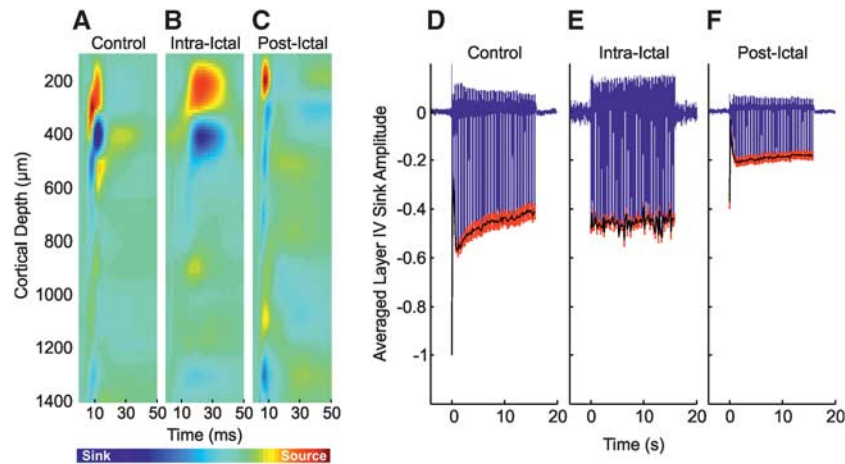 A B C
Control Intra-Ictal Post-Ictal
Cortical Depth (µm)
200
400
600
800
1000
1200
1400
10 30 50 10 30 50 10 30 50
Time (ms)
Sink Source
D E F
Control Intra-Ictal Post-Ictal
Averaged Layer IV Sink Amplitude
0
-0.2
-0.4
-0.6
-0.8
-1
0 10 20 0 10 20 0 10 20
Time (s)